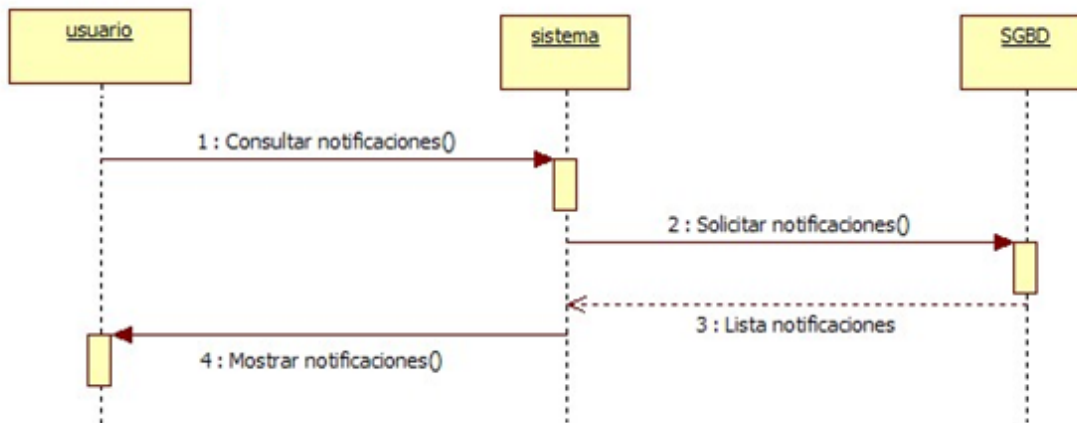 usuario
sistema
SGBD
1 : Consultar notificaciones()
2 : Solicitar notificaciones()
3 : Lista notificaciones
4 : Mostrar notificaciones()